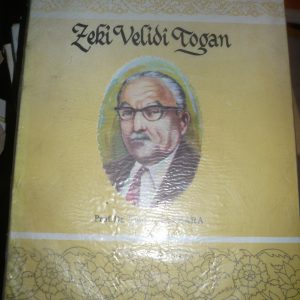 Zeki Velidi Togan
Prof. Dr.